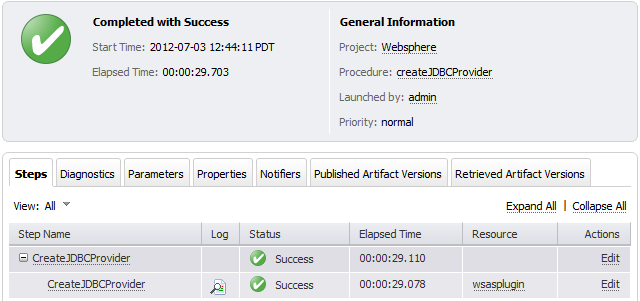 Completed with Success
Start Time: 2012-07-03 12:44:11 PDT
Elapsed Time: 00:00:29.703
General Information
Project: Websphere
Procedure: createJDBCProvider
Launched by: admin
Priority: normal
Steps Diagnostics Parameters Properties Notifiers Published Artifact Versions Retrieved Artifact Versions
View: All Expand All | Collapse All
Step Name Log Status Elapsed Time Resource Actions
CreateJDBCProvider Success 00:00:29.110 Edit
CreateJDBCProvider Success 00:00:29.078 wsasplugin Edit